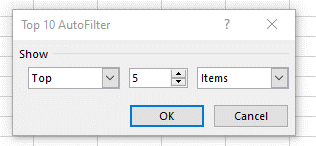 Top 10 AutoFilter ? ×
Show
Top 5 Items
OK Cancel